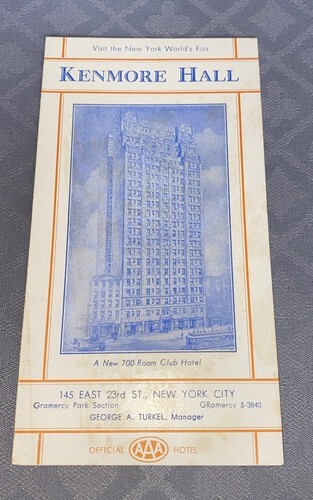 Visit the New York World's Fair
KENMORE HALL
A New 700-Room Club Hotel
145 EAST 23rd ST., NEW YORK CITY
Gramercy Park Section GRamercy 5-3840
GEORGE A. TURKEL, Manager
OFFICIAL AAA HOTEL